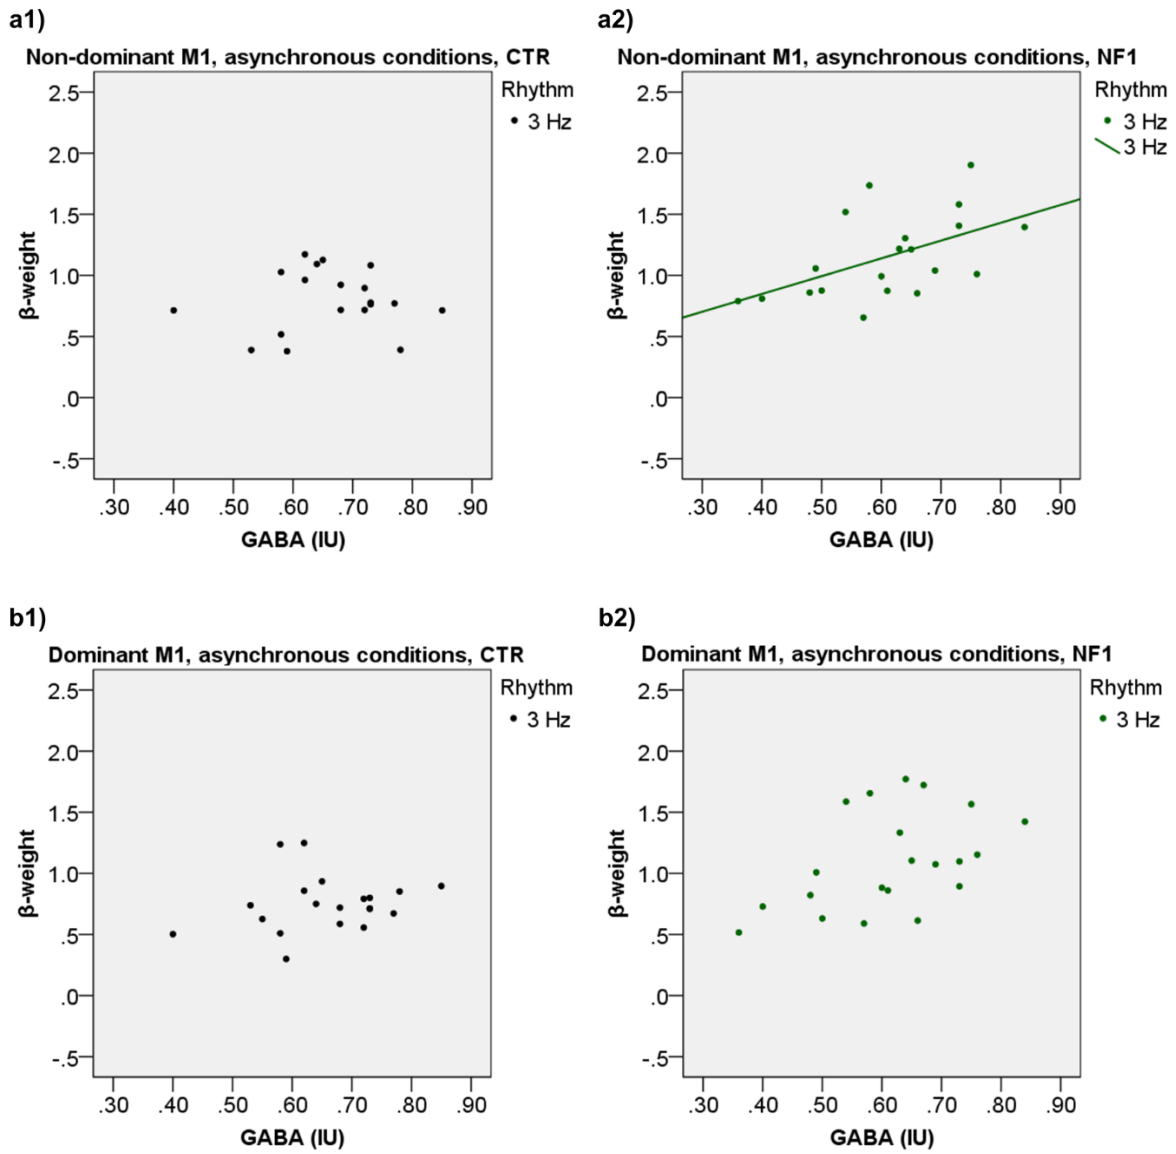 a1)
Non-dominant M1, asynchronous conditions, CTR
Rhythm
3 Hz
2.5
2.0
1.5
1.0
.5
.0
-.5
β-weight
.30 .40 .50 .60 .70 .80 .90
GABA (IU)
a2)
Non-dominant M1, asynchronous conditions, NF1
Rhythm
3 Hz
3 Hz
2.5
2.0
1.5
1.0
.5
.0
-.5
β-weight
.30 .40 .50 .60 .70 .80 .90
GABA (IU)
b1)
Dominant M1, asynchronous conditions, CTR
Rhythm
3 Hz
2.5
2.0
1.5
1.0
.5
.0
-.5
β-weight
.30 .40 .50 .60 .70 .80 .90
GABA (IU)
b2)
Dominant M1, asynchronous conditions, NF1
Rhythm
3 Hz
2.5
2.0
1.5
1.0
.5
.0
-.5
β-weight
.30 .40 .50 .60 .70 .80 .90
GABA (IU)